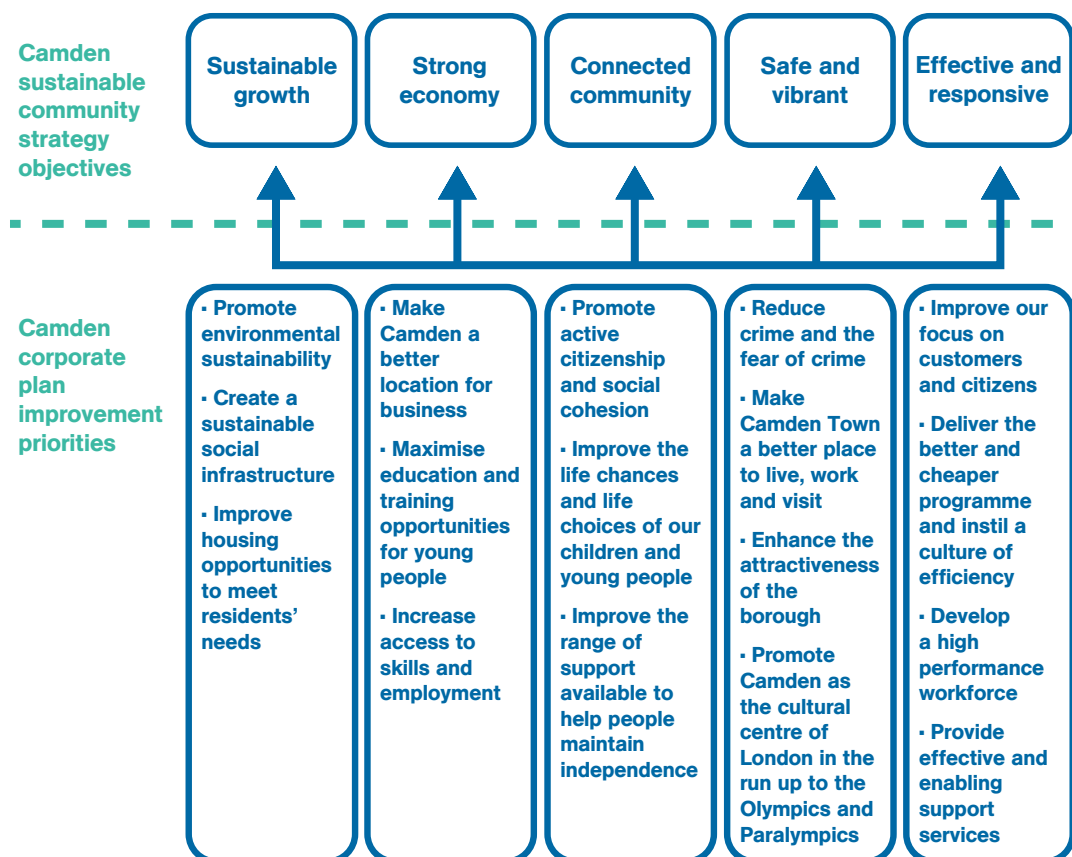 Camden
sustainable
community
strategy
objectives
Sustainable
growth
Strong
economy
Connected
community
Safe and
vibrant
Effective and
responsive
Camden
corporate
plan
improvement
priorities
▪ Promote
environmental
sustainability
▪ Create a
sustainable
social
infrastructure
▪ Improve
housing
opportunities
to meet
residents’
needs
▪ Make
Camden a
better
location for
business
▪ Maximise
education and
training
opportunities
for young
people
▪ Increase
access to
skills and
employment
▪ Promote
active
citizenship
and social
cohesion
▪ Improve the
life chances
and life
choices of our
children and
young people
▪ Improve the
range of
support
available to
help people
maintain
independence
▪ Reduce
crime and the
fear of crime
▪ Make
Camden Town
a better place
to live, work
and visit
▪ Enhance the
attractiveness
of the
borough
▪ Promote
Camden as
the cultural
centre of
London in the
run up to the
Olympics and
Paralympics
▪ Improve our
focus on
customers
and citizens
▪ Deliver the
better and
cheaper
programme
and instil a
culture of
efficiency
▪ Develop
a high
performance
workforce
▪ Provide
effective and
enabling
support
services